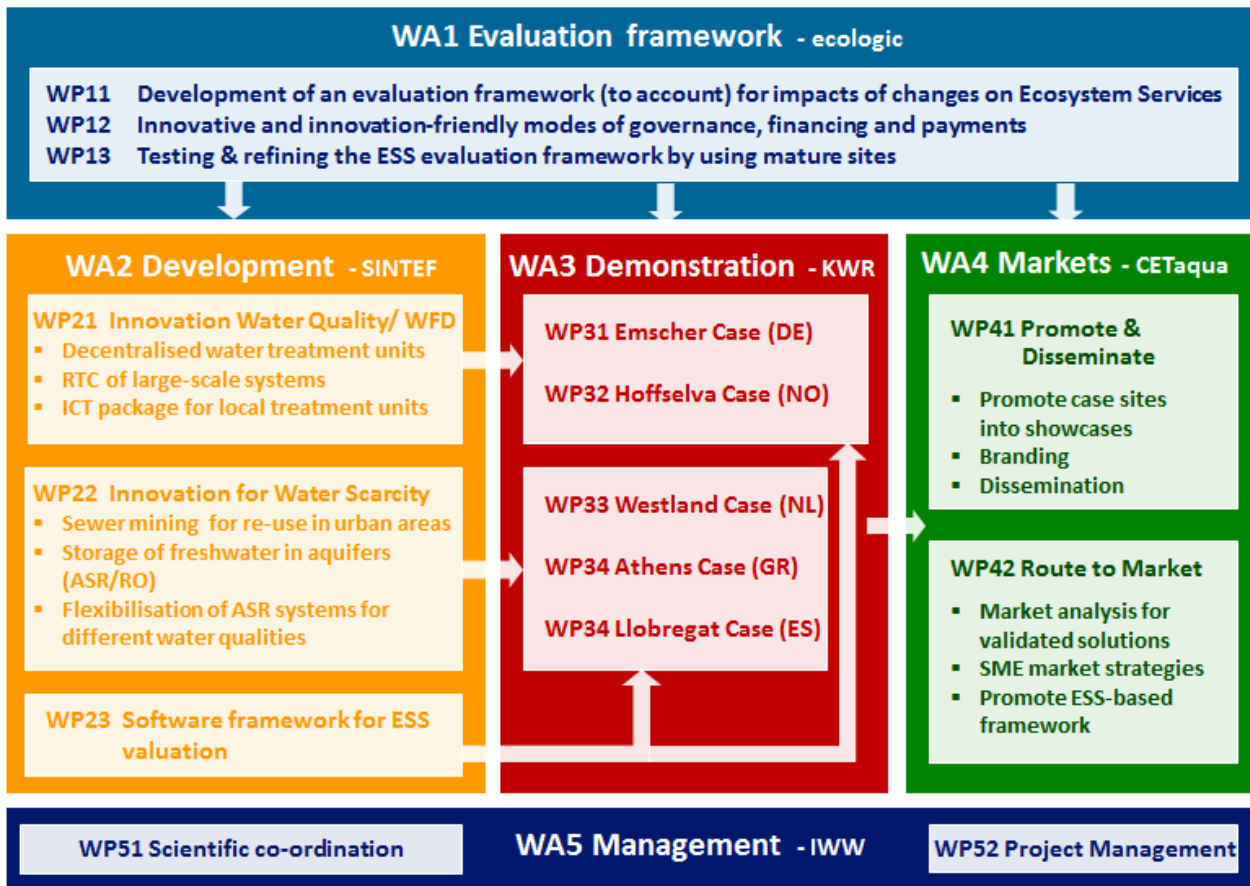 WA1 Evaluation framework - ecologic
WP11 Development of an evaluation framework (to account) for impacts of changes on Ecosystem Services
WP12 Innovative and innovation-friendly modes of governance, financing and payments
WP13 Testing & refining the ESS evaluation framework by using mature sites
WA2 Development - SINTEF
WP21 Innovation Water Quality/ WFD
▪ Decentralised water treatment units
▪ RTC of large-scale systems
▪ ICT package for local treatment units
WP22 Innovation for Water Scarcity
▪ Sewer mining for re-use in urban areas
▪ Storage of freshwater in aquifers
(ASR/RO)
▪ Flexibilisation of ASR systems for
different water qualities
WP23 Software framework for ESS
valuation
WA3 Demonstration - KWR
WP31 Emscher Case (DE)
WP32 Hoffselva Case (NO)
WP33 Westland Case (NL)
WP34 Athens Case (GR)
WP34 Llobregat Case (ES)
WA4 Markets - CETaqua
WP41 Promote &
Disseminate
▪ Promote case sites
into showcases
▪ Branding
▪ Dissemination
WP42 Route to Market
▪ Market analysis for
validated solutions
▪ SME market strategies
▪ Promote ESS-based
framework
WP51 Scientific co-ordination
WA5 Management - IWW
WP52 Project Management